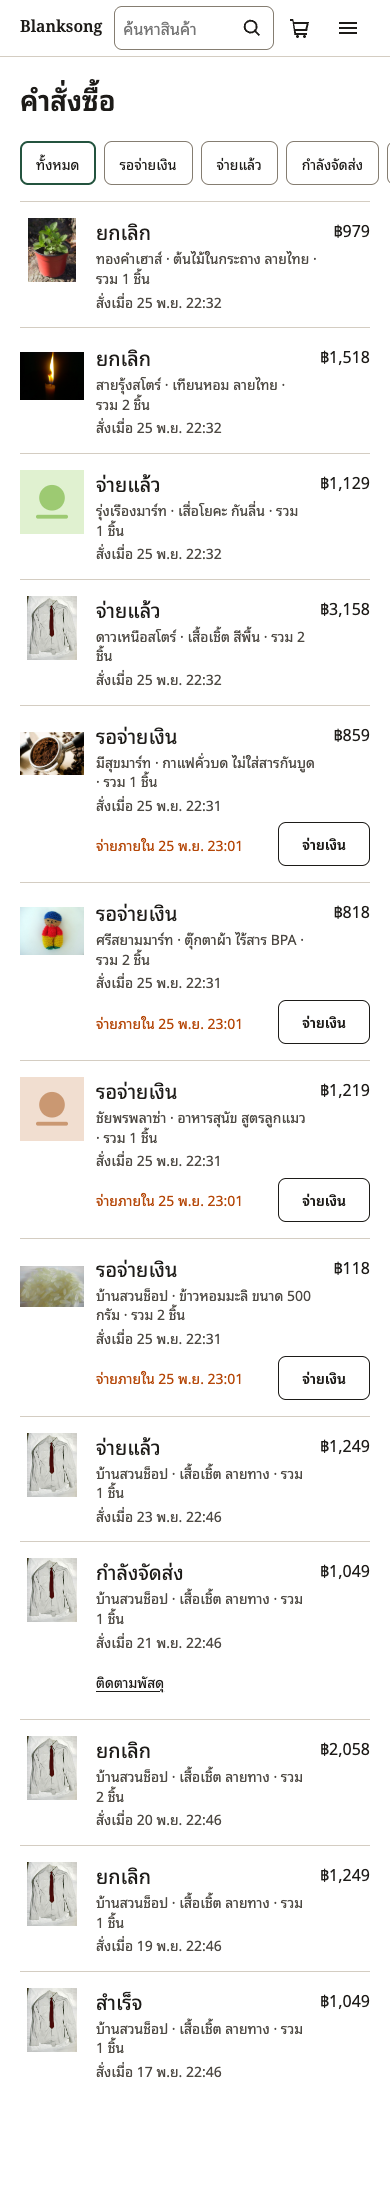 Blanksong
ค้นหาสินค้า
คำสั่งซื้อ
ทั้งหมด
รอจ่ายเงิน
จ่ายแล้ว
กำลังจัดส่ง
ยกเลิก
฿979
ทองคำเฮาส์ · ต้นไม้ในกระถาง ลายไทย ·
รวม 1 ชิ้น
สั่งเมื่อ 25 พ.ย. 22:32
ยกเลิก
฿1,518
สายรุ้งสโตร์ · เทียนหอม ลายไทย ·
รวม 2 ชิ้น
สั่งเมื่อ 25 พ.ย. 22:32
จ่ายแล้ว
฿1,129
รุ่งเรืองมาร์ท · เสื่อโยคะ กันลื่น · รวม
1 ชิ้น
สั่งเมื่อ 25 พ.ย. 22:32
จ่ายแล้ว
฿3,158
ดาวเหนือสโตร์ · เสื้อเชิ้ต สีพื้น · รวม 2
ชิ้น
สั่งเมื่อ 25 พ.ย. 22:32
รอจ่ายเงิน
฿859
มีสุขมาร์ท · กาแฟคั่วบด ไม่ใส่สารกันบูด
· รวม 1 ชิ้น
สั่งเมื่อ 25 พ.ย. 22:31
จ่ายภายใน 25 พ.ย. 23:01
จ่ายเงิน
รอจ่ายเงิน
฿818
ศรีสยามมาร์ท · ตุ๊กตาผ้า ไร้สาร BPA ·
รวม 2 ชิ้น
สั่งเมื่อ 25 พ.ย. 22:31
จ่ายภายใน 25 พ.ย. 23:01
จ่ายเงิน
รอจ่ายเงิน
฿1,219
ชัยพรพลาซ่า · อาหารสุนัข สูตรลูกแมว
· รวม 1 ชิ้น
สั่งเมื่อ 25 พ.ย. 22:31
จ่ายภายใน 25 พ.ย. 23:01
จ่ายเงิน
รอจ่ายเงิน
฿118
บ้านสวนช็อป · ข้าวหอมมะลิ ขนาด 500
กรัม · รวม 2 ชิ้น
สั่งเมื่อ 25 พ.ย. 22:31
จ่ายภายใน 25 พ.ย. 23:01
จ่ายเงิน
จ่ายแล้ว
฿1,249
บ้านสวนช็อป · เสื้อเชิ้ต ลายทาง · รวม
1 ชิ้น
สั่งเมื่อ 23 พ.ย. 22:46
กำลังจัดส่ง
฿1,049
บ้านสวนช็อป · เสื้อเชิ้ต ลายทาง · รวม
1 ชิ้น
สั่งเมื่อ 21 พ.ย. 22:46
ติดตามพัสดุ
ยกเลิก
฿2,058
บ้านสวนช็อป · เสื้อเชิ้ต ลายทาง · รวม
2 ชิ้น
สั่งเมื่อ 20 พ.ย. 22:46
ยกเลิก
฿1,249
บ้านสวนช็อป · เสื้อเชิ้ต ลายทาง · รวม
1 ชิ้น
สั่งเมื่อ 19 พ.ย. 22:46
สำเร็จ
฿1,049
บ้านสวนช็อป · เสื้อเชิ้ต ลายทาง · รวม
1 ชิ้น
สั่งเมื่อ 17 พ.ย. 22:46